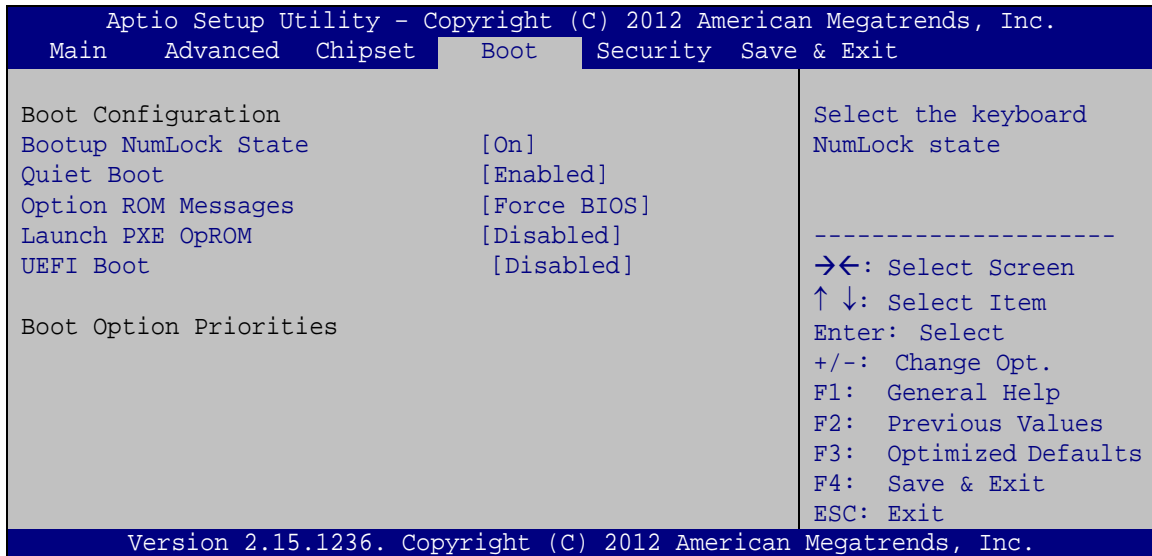 Aptio Setup Utility – Copyright (C) 2012 American Megatrends, Inc.
Main Advanced Chipset Boot Security Save & Exit
Boot Configuration
Bootup NumLock State [On]
Quiet Boot [Enabled]
Option ROM Messages [Force BIOS]
Launch PXE OpROM [Disabled]
UEFI Boot [Disabled]
Boot Option Priorities
Select the keyboard
NumLock state
---------------------
→←: Select Screen
↑ ↓: Select Item
Enter: Select
+/-: Change Opt.
F1: General Help
F2: Previous Values
F3: Optimized Defaults
F4: Save & Exit
ESC: Exit
Version 2.15.1236. Copyright (C) 2012 American Megatrends, Inc.